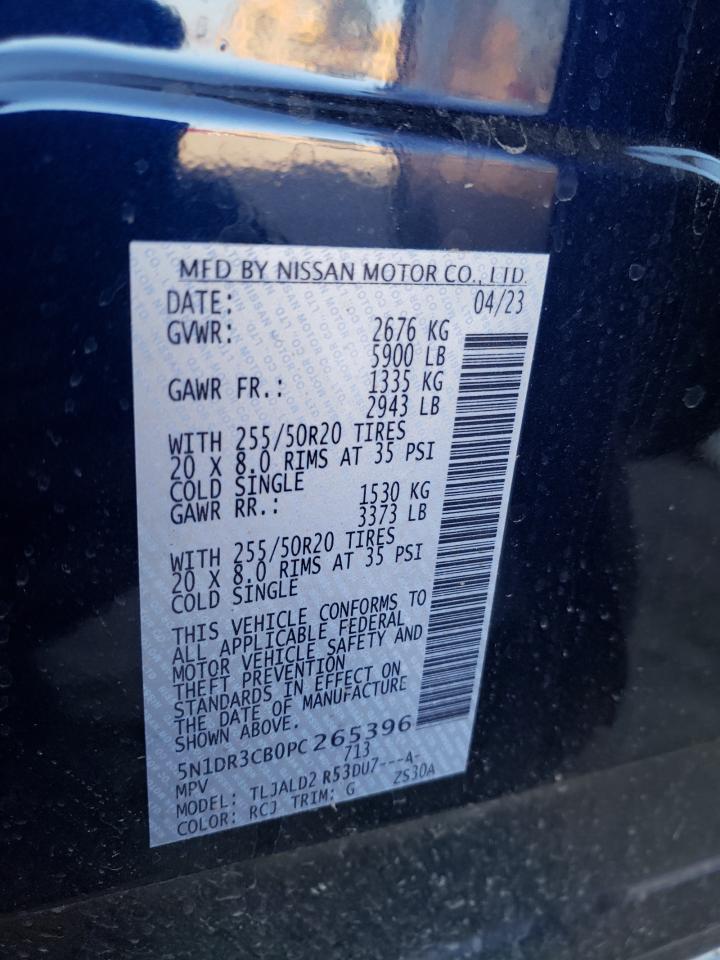 MFD BY NISSAN MOTOR CO., LTD.
DATE: 04/23
GVWR: 2676 KG
5900 LB
GAWR FR.: 1335 KG
2943 LB
WITH 255/50R20 TIRES
20 X 8.0 RIMS AT 35 PSI
COLD SINGLE
GAWR RR.: 1530 KG
3373 LB
WITH 255/50R20 TIRES
20 X 8.0 RIMS AT 35 PSI
COLD SINGLE
THIS VEHICLE CONFORMS TO
ALL APPLICABLE FEDERAL
MOTOR VEHICLE SAFETY AND
THEFT PREVENTION
STANDARDS IN EFFECT ON
THE DATE OF MANUFACTURE
SHOWN ABOVE.
5N1DR3CB0PC265396
MPV 713
MODEL: TLJALD2 R53DU7---A-
COLOR: RCJ TRIM: G ZS30A